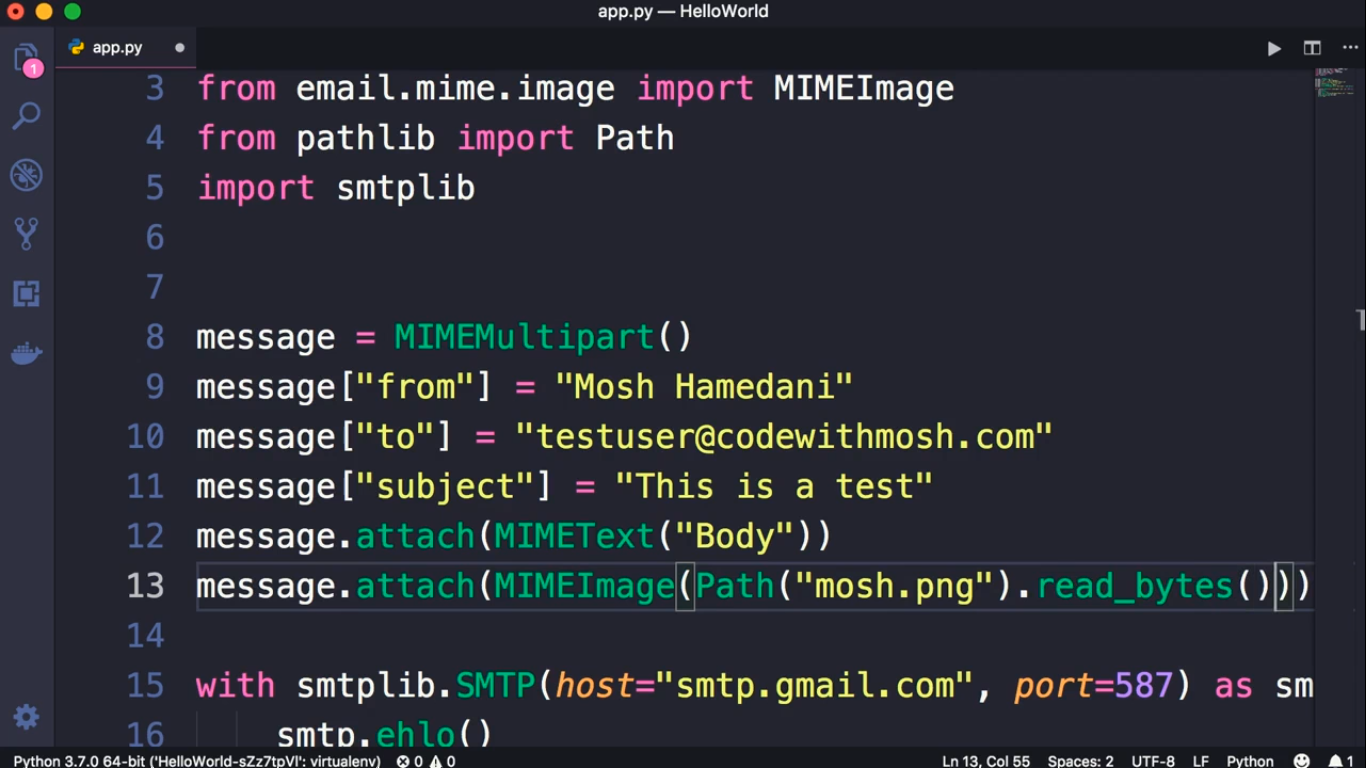 app.py — HelloWorld
app.py
1
3 from email.mime.image import MIMEImage
4 from pathlib import Path
5 import smtplib
6
7
8 message = MIMEMultipart()
9 message["from"] = "Mosh Hamedani"
10 message["to"] = "testuser@codewithmosh.com"
11 message["subject"] = "This is a test"
12 message.attach(MIMEText("Body"))
13 message.attach(MIMEImage(Path("mosh.png").read_bytes()))
14
15 with smtplib.SMTP(host="smtp.gmail.com", port=587) as sm
16 smtp.ehlo()
Python 3.7.0 64-bit ('HelloWorld-sZz7tpVI': virtualenv) 0 0 Ln 13, Col 55 Spaces: 2 UTF-8 LF Python 1